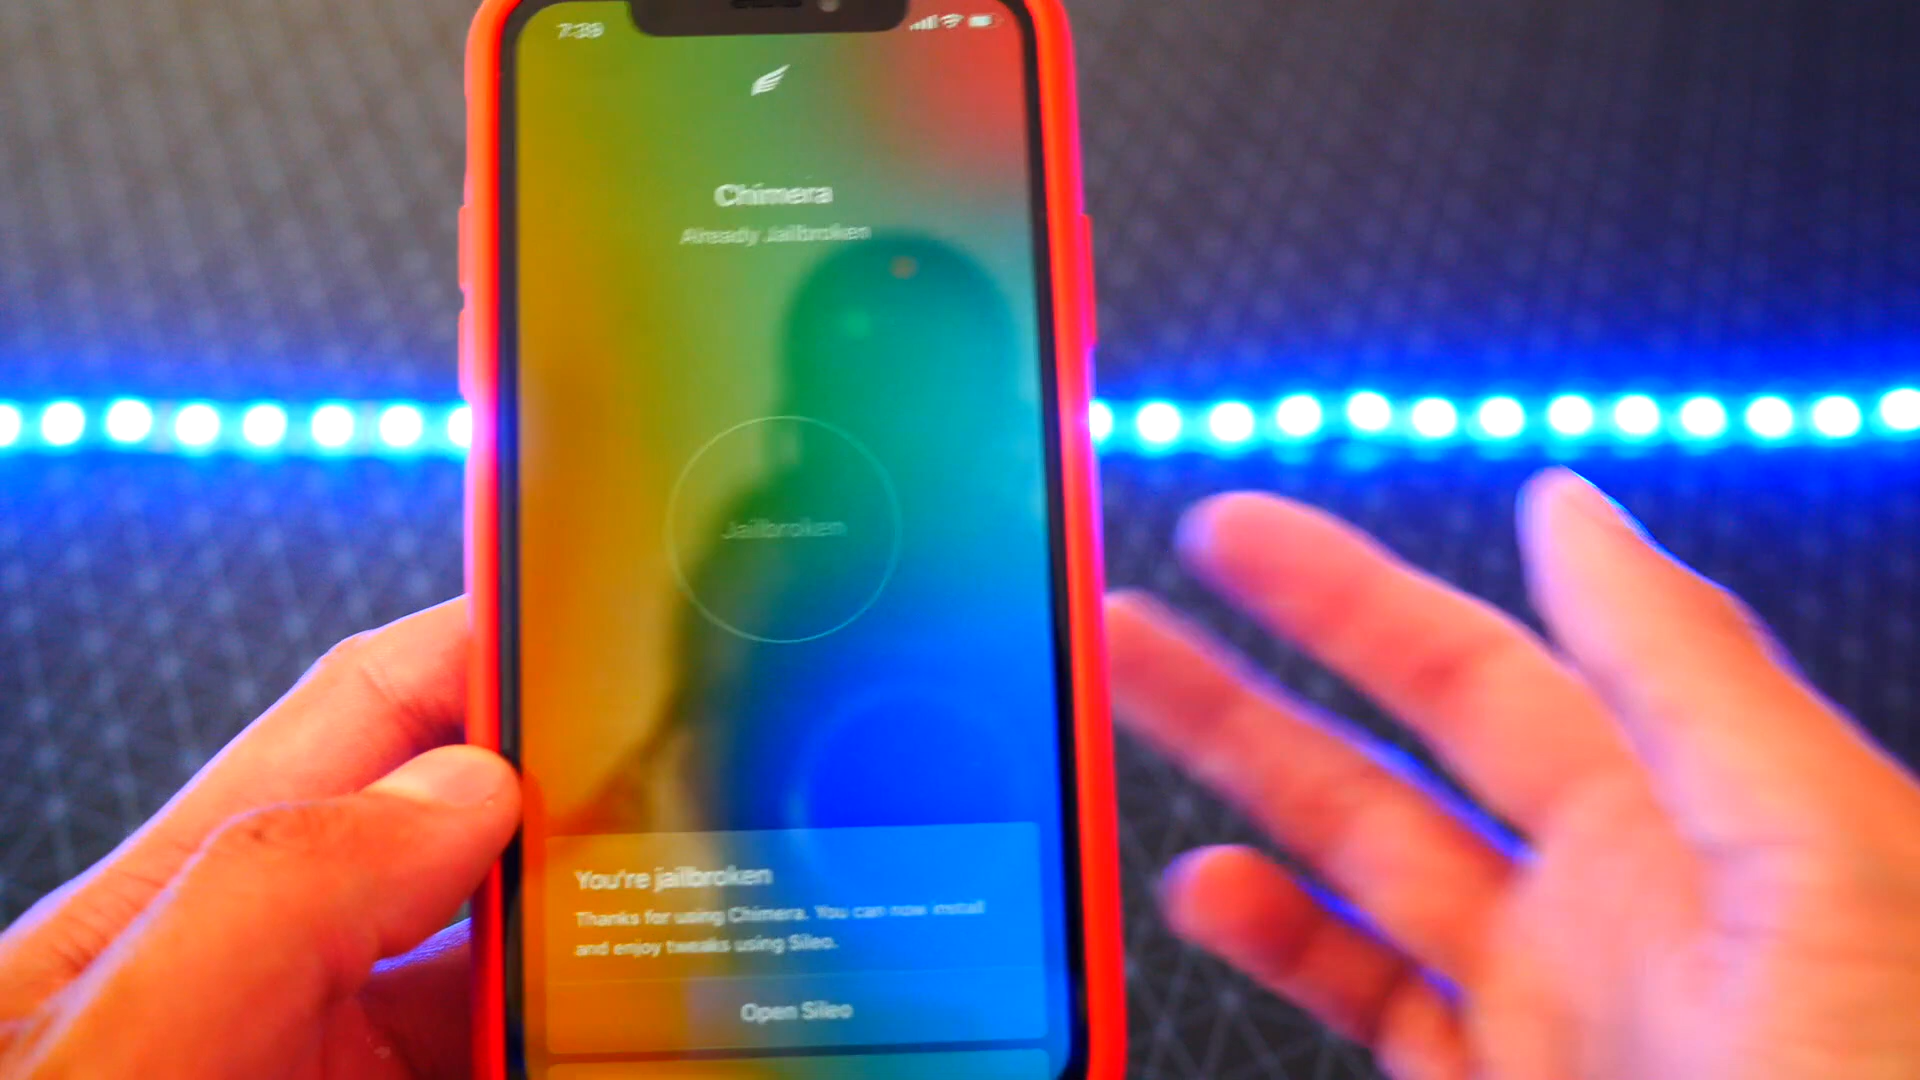 7:39
Chimera
Already Jailbroken
Jailbroken
You're jailbroken
Thanks for using Chimera. You can now install
and enjoy tweaks using Sileo.
Open Sileo